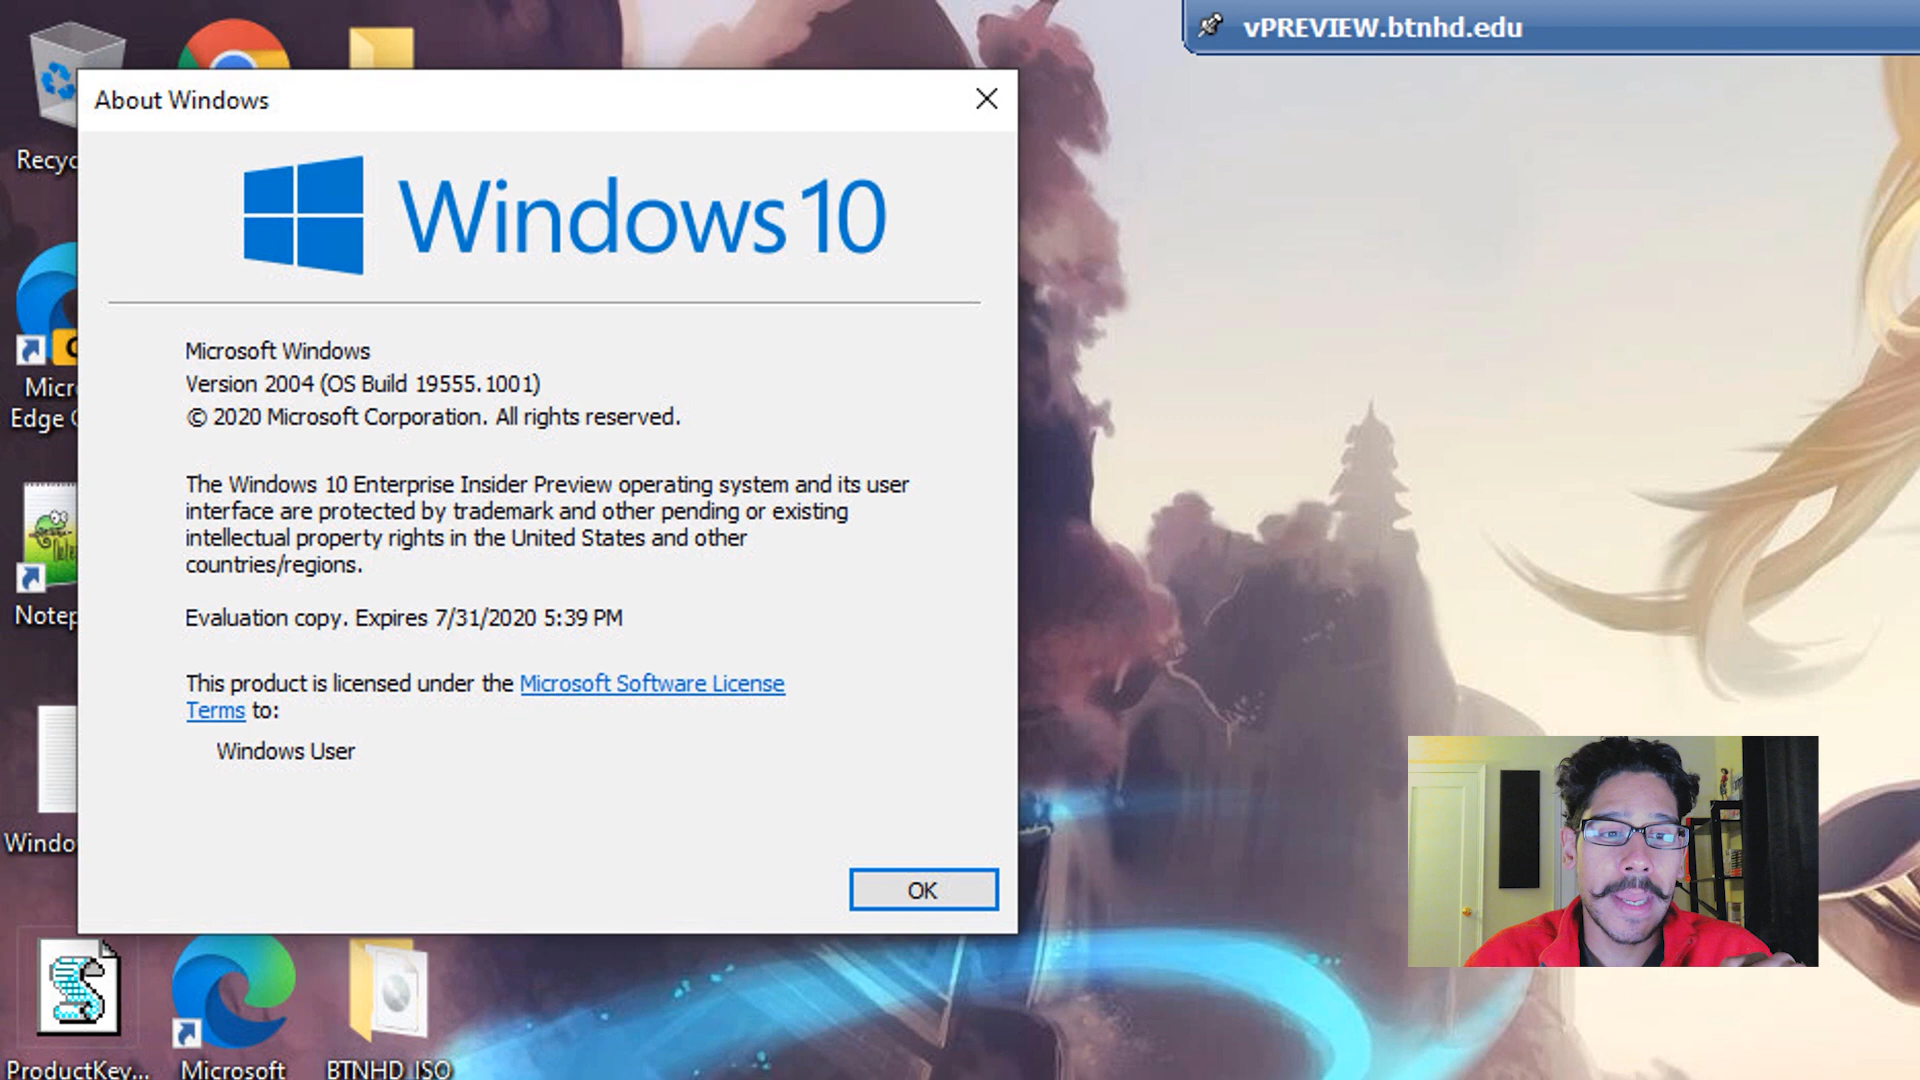 vPREVIEW.btnhd.edu
About Windows
Windows 10
Recyc
Microsoft Windows
Version 2004 (OS Build 19555.1001)
© 2020 Microsoft Corporation. All rights reserved.
Micr
Edge
The Windows 10 Enterprise Insider Preview operating system and its user
interface are protected by trademark and other pending or existing
intellectual property rights in the United States and other
countries/regions.
Notep
Evaluation copy. Expires 7/31/2020 5:39 PM
This product is licensed under the Microsoft Software License
Terms to:
Windows User
Windo
OK
ProductKey...
Microsoft
BTNHD_ISO